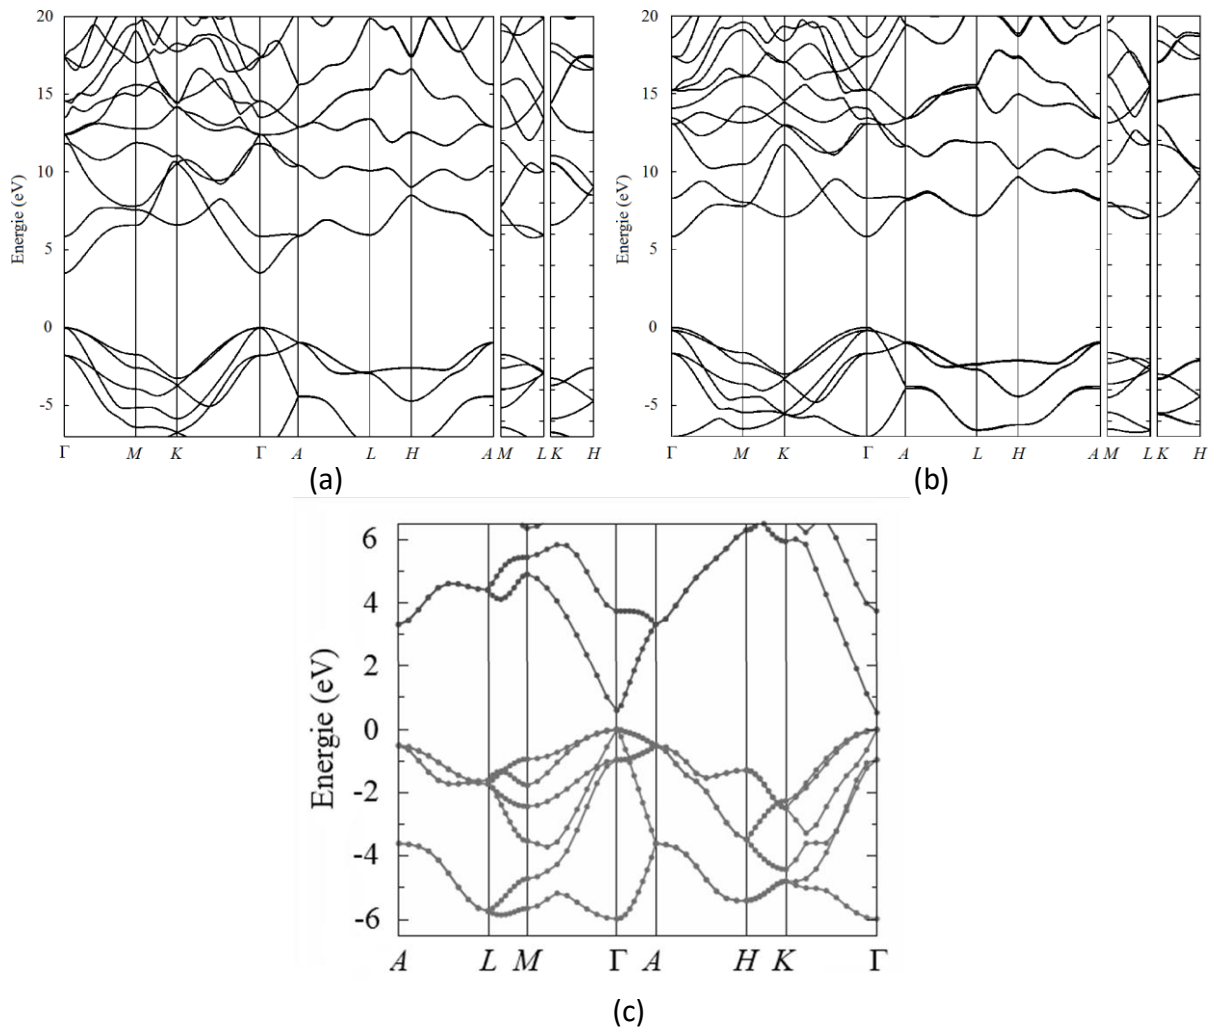 20
15
10
5
0
-5
Energie (eV)
Γ M K Γ A L H A M L K H
(a)
20
15
10
5
0
-5
Energie (eV)
Γ M K Γ A L H A M L K H
(b)
6
4
2
0
-2
-4
-6
Energie (eV)
A L M Γ A H K Γ
(c)